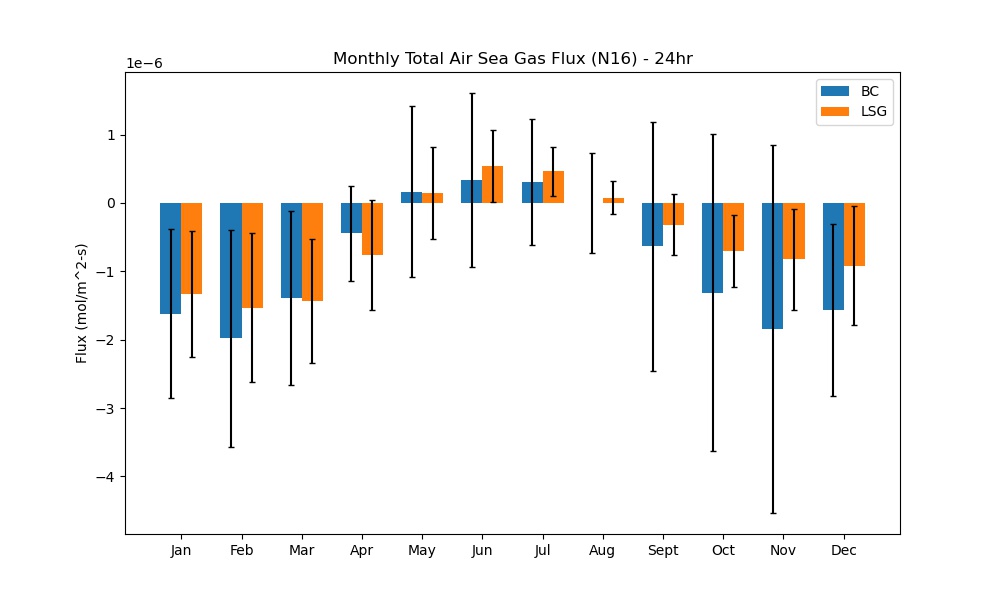 Monthly Total Air Sea Gas Flux (N16) - 24hr
1e−6
BC
LSG
1
0
−1
−2
−3
−4
Flux (mol/m^2-s)
Jan Feb Mar Apr May Jun Jul Aug Sept Oct Nov Dec